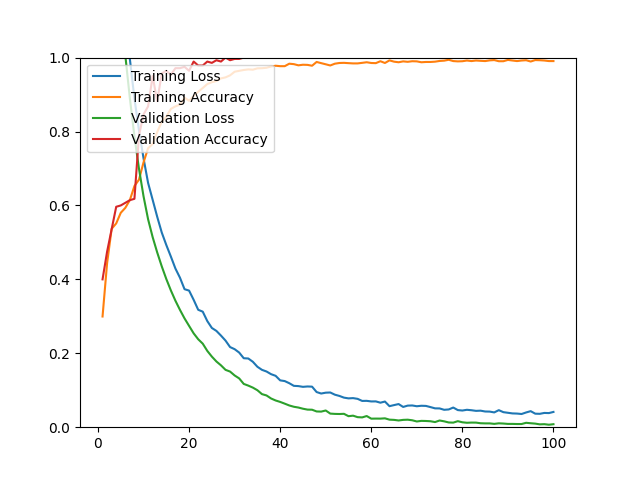 Training Loss
Training Accuracy
Validation Loss
Validation Accuracy
1.0
0.8
0.6
0.4
0.2
0.0
0 20 40 60 80 100